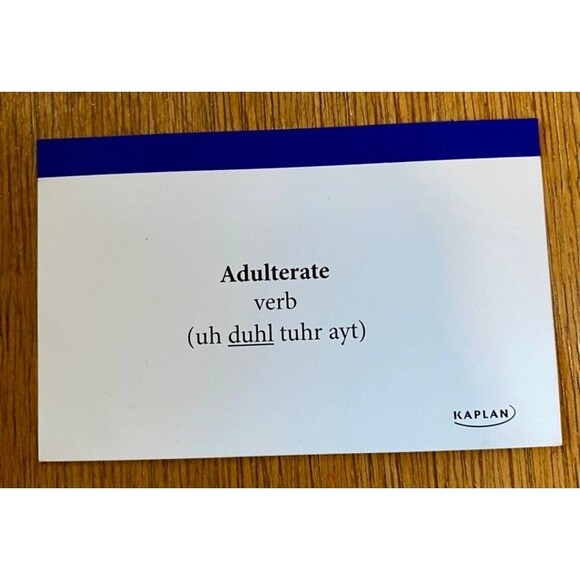 Adulterate
verb
(uh duhl tuhr ayt)
KAPLAN